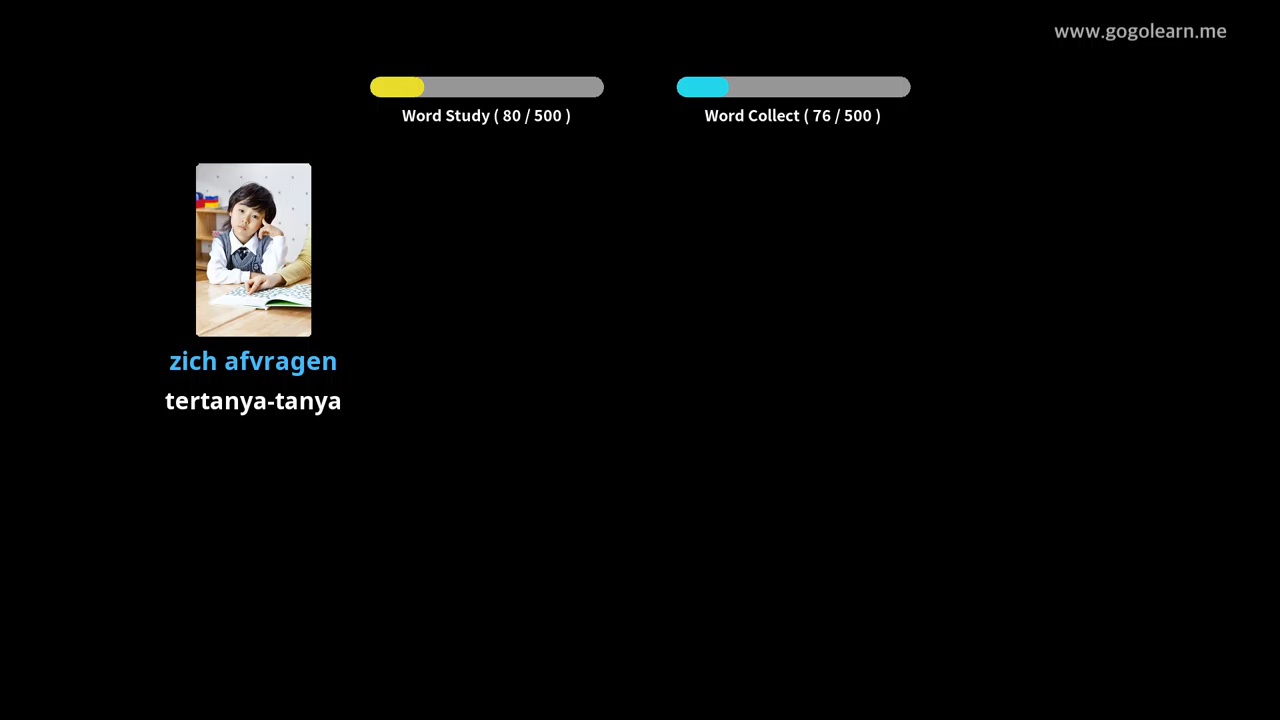 www.gogolearn.me
Word Study ( 80 / 500 )
Word Collect ( 76 / 500 )
zich afvragen
tertanya-tanya